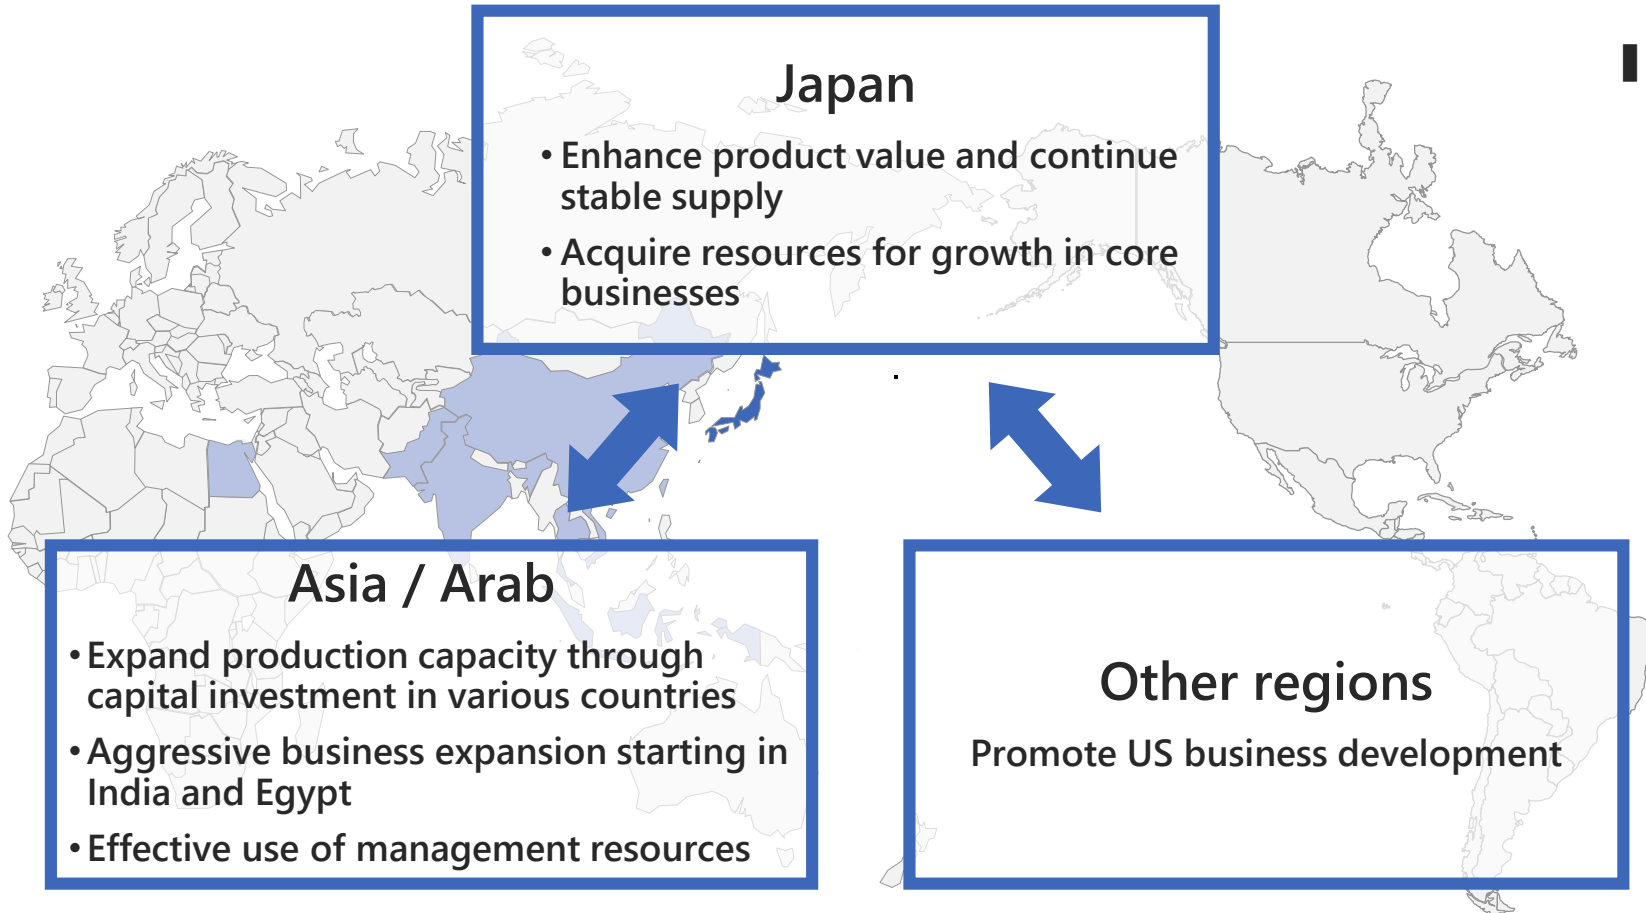 Japan
• Enhance product value and continue
stable supply
• Acquire resources for growth in core
businesses
Asia / Arab
• Expand production capacity through
capital investment in various countries
• Aggressive business expansion starting in
India and Egypt
• Effective use of management resources
Other regions
Promote US business development